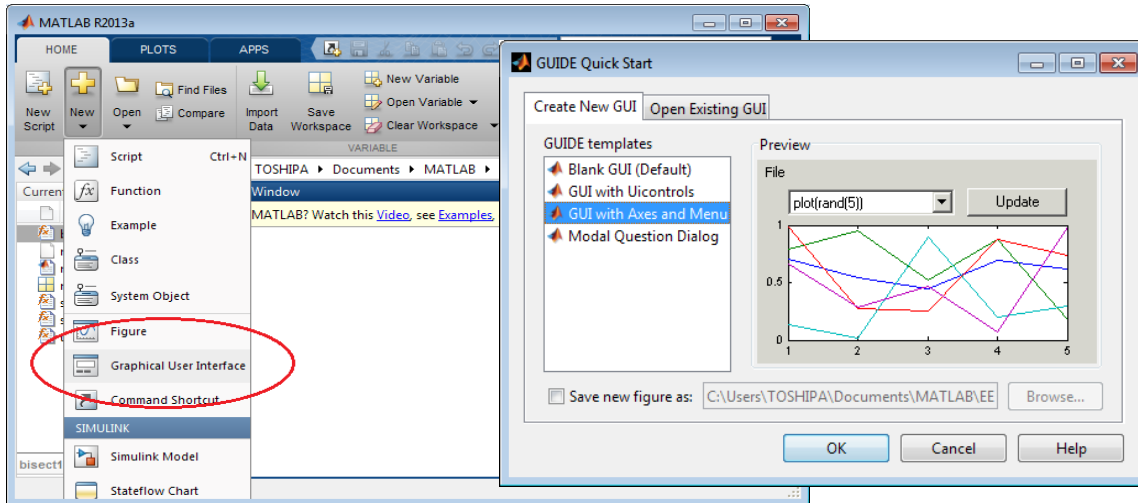 MATLAB R2013a
HOME PLOTS APPS
New Script
New
Open
Find Files
Compare
Import Data
Save Workspace
New Variable
Open Variable
Clear Workspace
VARIABLE
TOSHIPA Documents MATLAB
Curren
Window
MATLAB? Watch this Video, see Examples,
Script Ctrl+N
Function
Example
Class
System Object
Figure
Graphical User Interface
Command Shortcut
SIMULINK
Simulink Model
Stateflow Chart
bisect1
GUIDE Quick Start
Create New GUI Open Existing GUI
GUIDE templates
Blank GUI (Default)
GUI with Uicontrols
GUI with Axes and Menu
Modal Question Dialog
Preview
File
plot(rand(5)) Update
1
0.5
0
1 2 3 4 5
Save new figure as: C:\Users\TOSHIPA\Documents\MATLAB\EE Browse...
OK Cancel Help